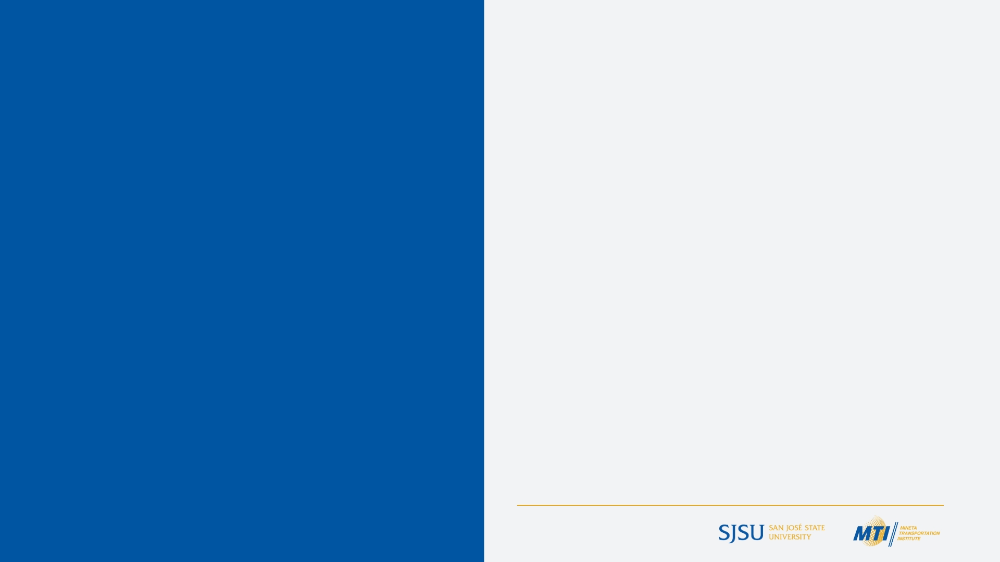 SJSU SAN JOSÉ STATE
UNIVERSITY
MTI MINETA
TRANSPORTATION
INSTITUTE